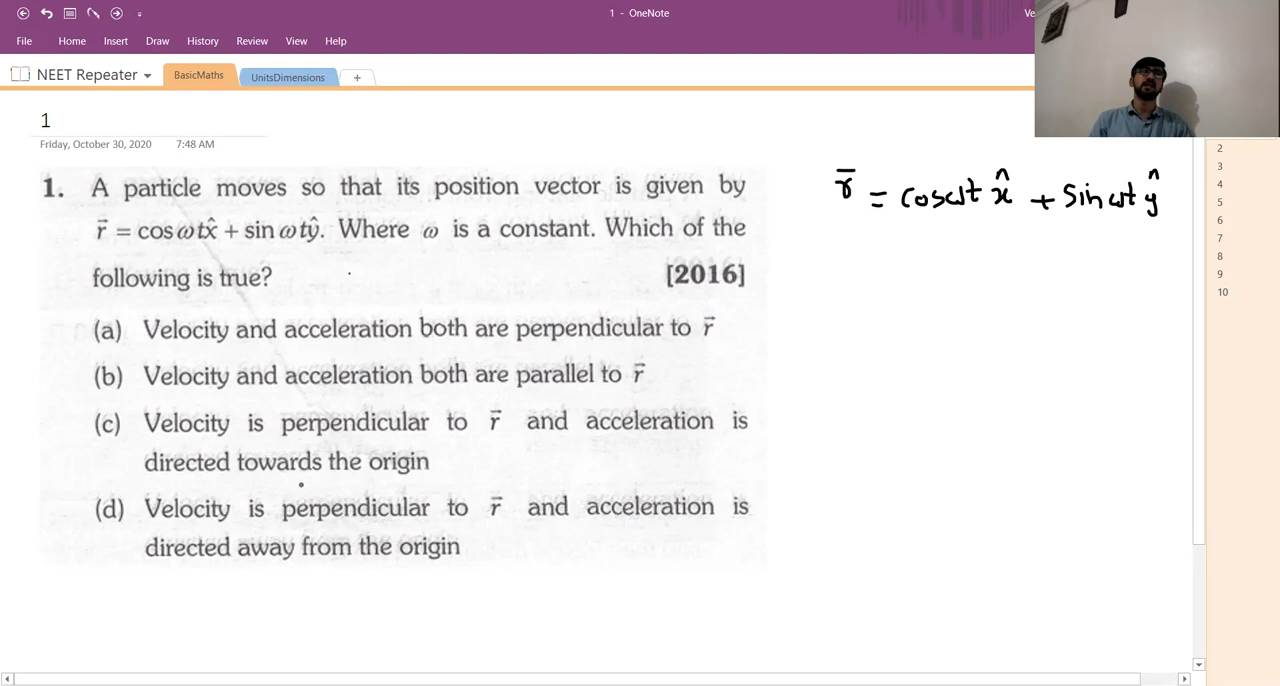 1 - OneNote
Ve
File Home Insert Draw History Review View Help
NEET Repeater BasicMaths UnitsDimensions +
1
Friday, October 30, 2020 7:48 AM
1. A particle moves so that its position vector is given by
r⃗ = cos ωt x̂ + sin ωt ŷ. Where ω is a constant. Which of the
following is true? [2016]
(a) Velocity and acceleration both are perpendicular to r⃗
(b) Velocity and acceleration both are parallel to r⃗
(c) Velocity is perpendicular to r⃗ and acceleration is
directed towards the origin
(d) Velocity is perpendicular to r⃗ and acceleration is
directed away from the origin
r̅ = cosωt x̂ + sinωt ŷ
2
3
4
5
6
7
8
9
10